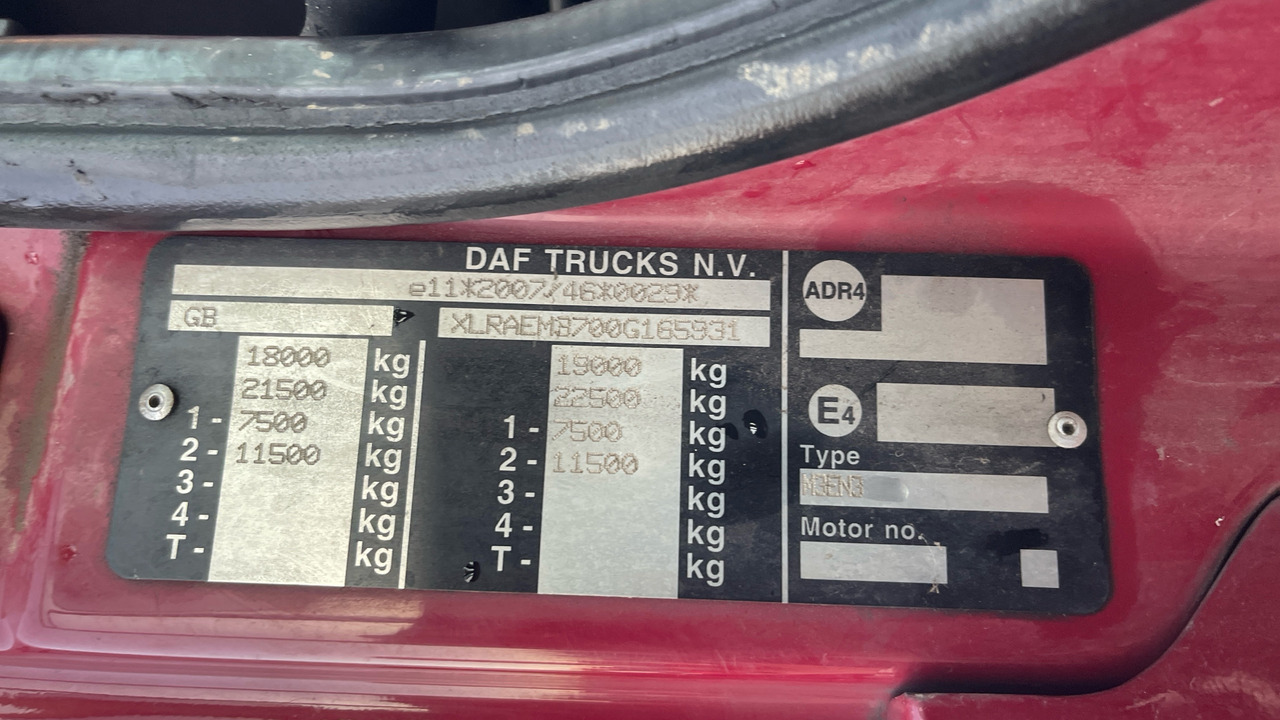 DAF TRUCKS N.V.
e11*2007/46*0029*
GB XLRAEM3700G165931
18000 kg 19000 kg
21500 kg 22500 kg
1 - 7500 kg 1 - 7500 kg
2 - 11500 kg 2 - 11500 kg
3 - kg 3 - kg
4 - kg 4 - kg
T - kg T - kg
ADR4
E4
Type
M3EN3
Motor no.